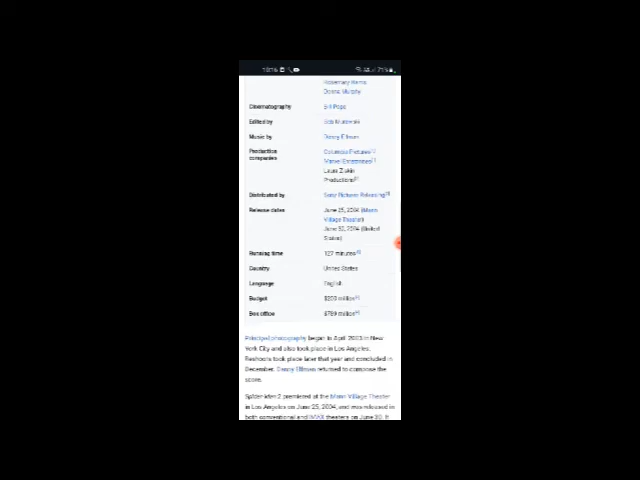 Rosemary Harris
Donna Murphy
Cinematography Bill Pope
Edited by Bob Murawski
Music by Danny Elfman
Production companies Columbia Pictures
Marvel Enterprises
Laura Ziskin
Productions
Distributed by Sony Pictures Releasing
Release dates June 25, 2004 (Mann
Village Theater)
June 30, 2004 (United
States)
Running time 127 minutes
Country United States
Language English
Budget $200 million
Box office $789 million
Principal photography began in April 2003 in New
York City and also took place in Los Angeles.
Reshoots took place later that year and concluded in
December. Danny Elfman returned to compose the
score.
Spider-Man 2 premiered at the Mann Village Theater
in Los Angeles on June 25, 2004, and was released in
both conventional and IMAX theaters on June 30. It